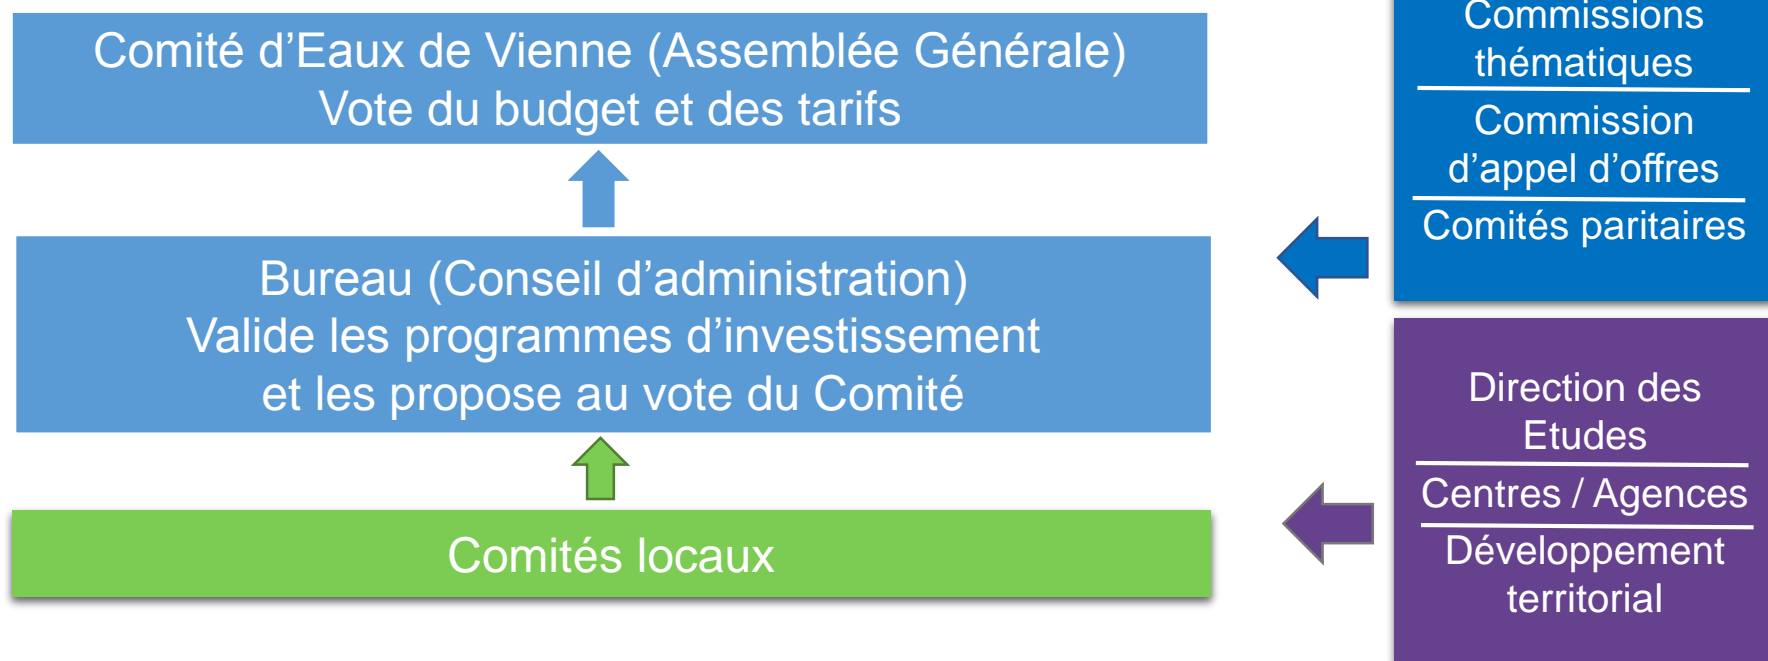 Comité d’Eaux de Vienne (Assemblée Générale)
Vote du budget et des tarifs
Bureau (Conseil d’administration)
Valide les programmes d’investissement
et les propose au vote du Comité
Comités locaux
Commissions
thématiques
Commission
d’appel d’offres
Comités paritaires
Direction des
Etudes
Centres / Agences
Développement
territorial